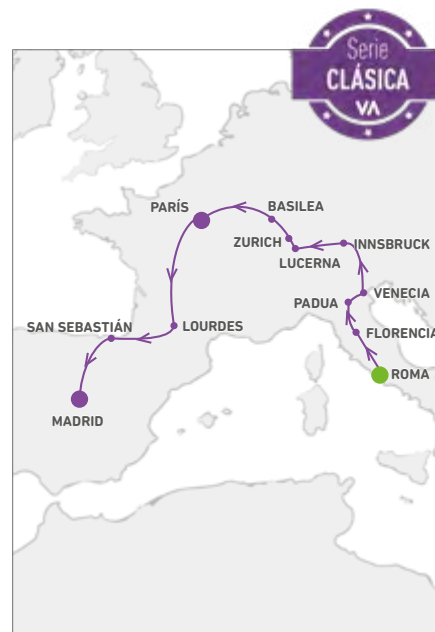 Serie
CLÁSICA
VA
PARÍS
BASILEA
ZURICH
INNSBRUCK
LUCERNA
VENECIA
PADUA
SAN SEBASTIÁN
LOURDES
FLORENCIA
ROMA
MADRID